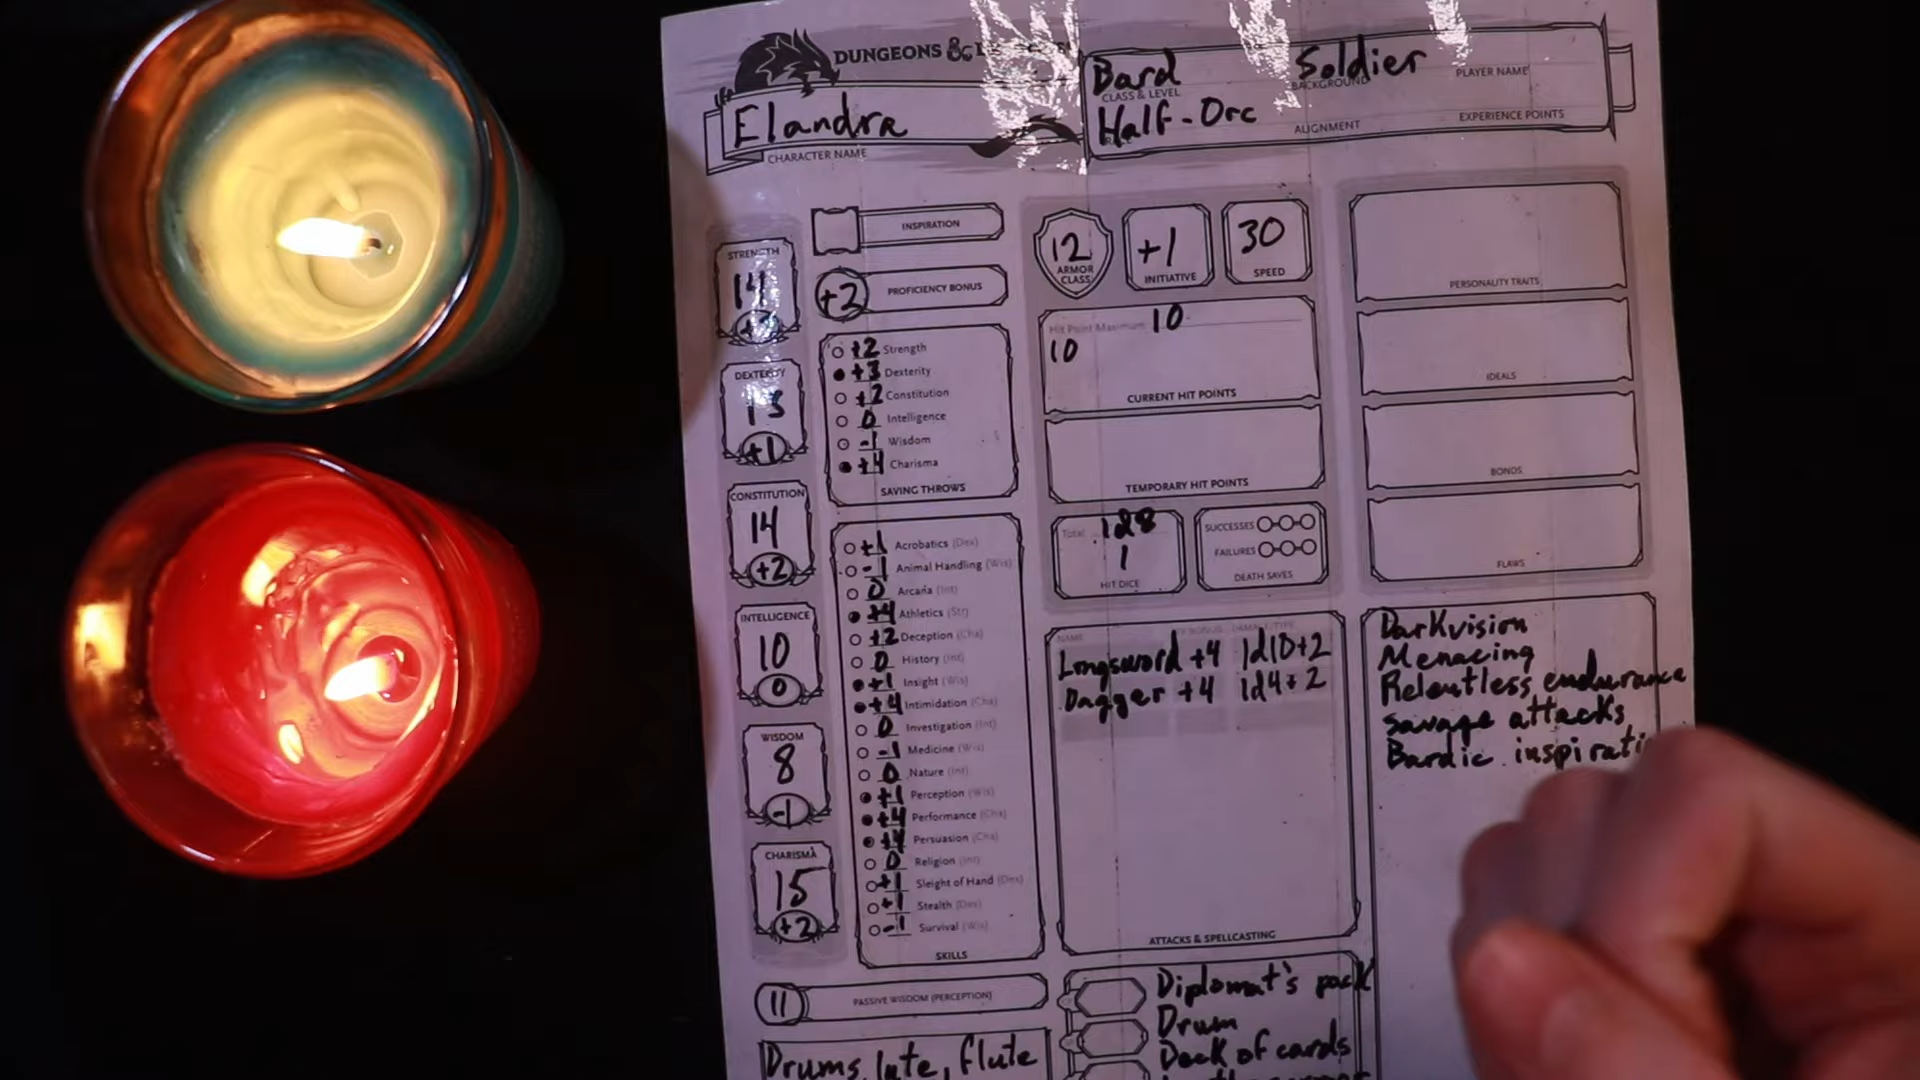 DUNGEONS &
Bard Soldier PLAYER NAME
CLASS & LEVEL BACKGROUND
Elandra Half-Orc
ALIGNMENT EXPERIENCE POINTS
CHARACTER NAME
STRENGTH
14
DEXTERITY
13
+1
CONSTITUTION
14
+2
INTELLIGENCE
10
0
WISDOM
8
-1
CHARISMA
15
+2
INSPIRATION
+2 PROFICIENCY BONUS
+2 Strength
+3 Dexterity
+2 Constitution
0 Intelligence
-1 Wisdom
+4 Charisma
SAVING THROWS
+1 Acrobatics (Dex)
-1 Animal Handling (Wis)
0 Arcana (Int)
+4 Athletics (Str)
+2 Deception (Cha)
0 History (Int)
+1 Insight (Wis)
+4 Intimidation (Cha)
0 Investigation (Int)
-1 Medicine (Wis)
0 Nature (Int)
+1 Perception (Wis)
+4 Performance (Cha)
+4 Persuasion (Cha)
0 Religion (Int)
+1 Sleight of Hand (Dex)
+1 Stealth (Dex)
-1 Survival (Wis)
SKILLS
11 PASSIVE WISDOM (PERCEPTION)
Drums, lute, flute
12 ARMOR CLASS
+1 INITIATIVE
30 SPEED
Hit Point Maximum 10
10
CURRENT HIT POINTS
TEMPORARY HIT POINTS
Total 1d8
1
HIT DICE
SUCCESSES
FAILURES
DEATH SAVES
NAME
Longsword +4 1d10+2
Dagger +4 1d4+2
ATTACKS & SPELLCASTING
Diplomat's pack
Drum
Deck of cards
PERSONALITY TRAITS
IDEALS
BONDS
FLAWS
Darkvision
Menacing
Relentless endurance
Savage attacks
Bardic inspirati